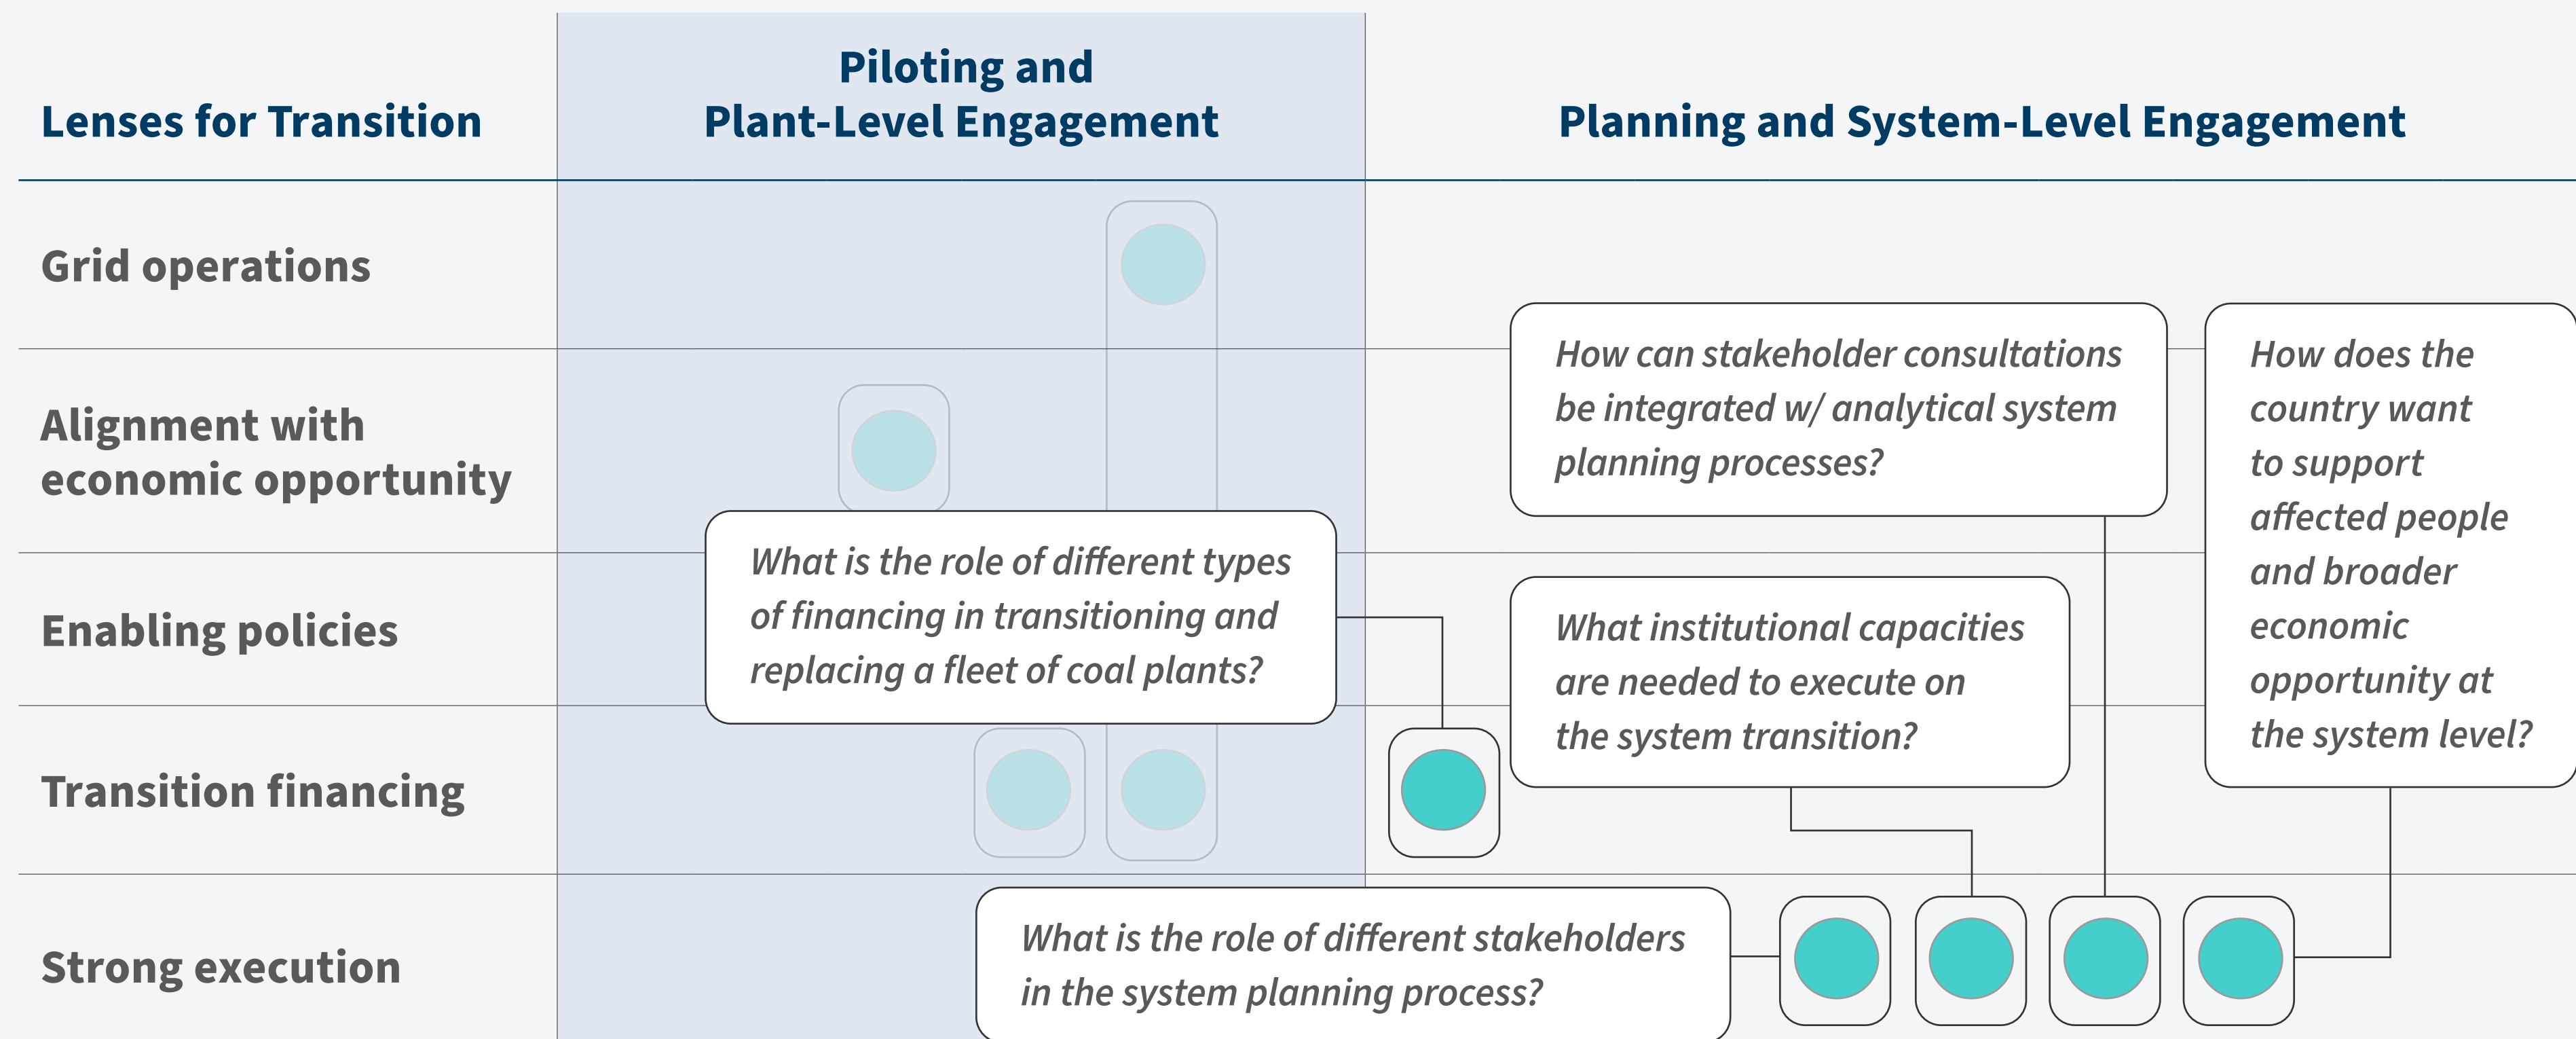 Lenses for Transition
Piloting and
Plant-Level Engagement
Planning and System-Level Engagement
Grid operations
Alignment with
economic opportunity
Enabling policies
Transition financing
Strong execution
How can stakeholder consultations
be integrated w/ analytical system
planning processes?
How does the
country want
to support
affected people
and broader
economic
opportunity at
the system level?
What is the role of different types
of financing in transitioning and
replacing a fleet of coal plants?
What institutional capacities
are needed to execute on
the system transition?
What is the role of different stakeholders
in the system planning process?